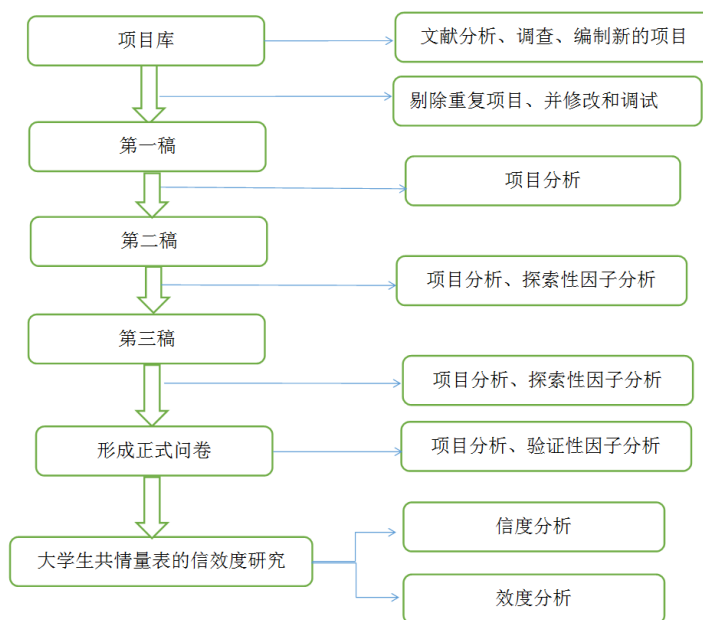 项目库
文献分析、调查、编制新的项目
剔除重复项目、并修改和调试
第一稿
项目分析
第二稿
项目分析、探索性因子分析
第三稿
项目分析、探索性因子分析
形成正式问卷
项目分析、验证性因子分析
信度分析
大学生共情量表的信效度研究
效度分析